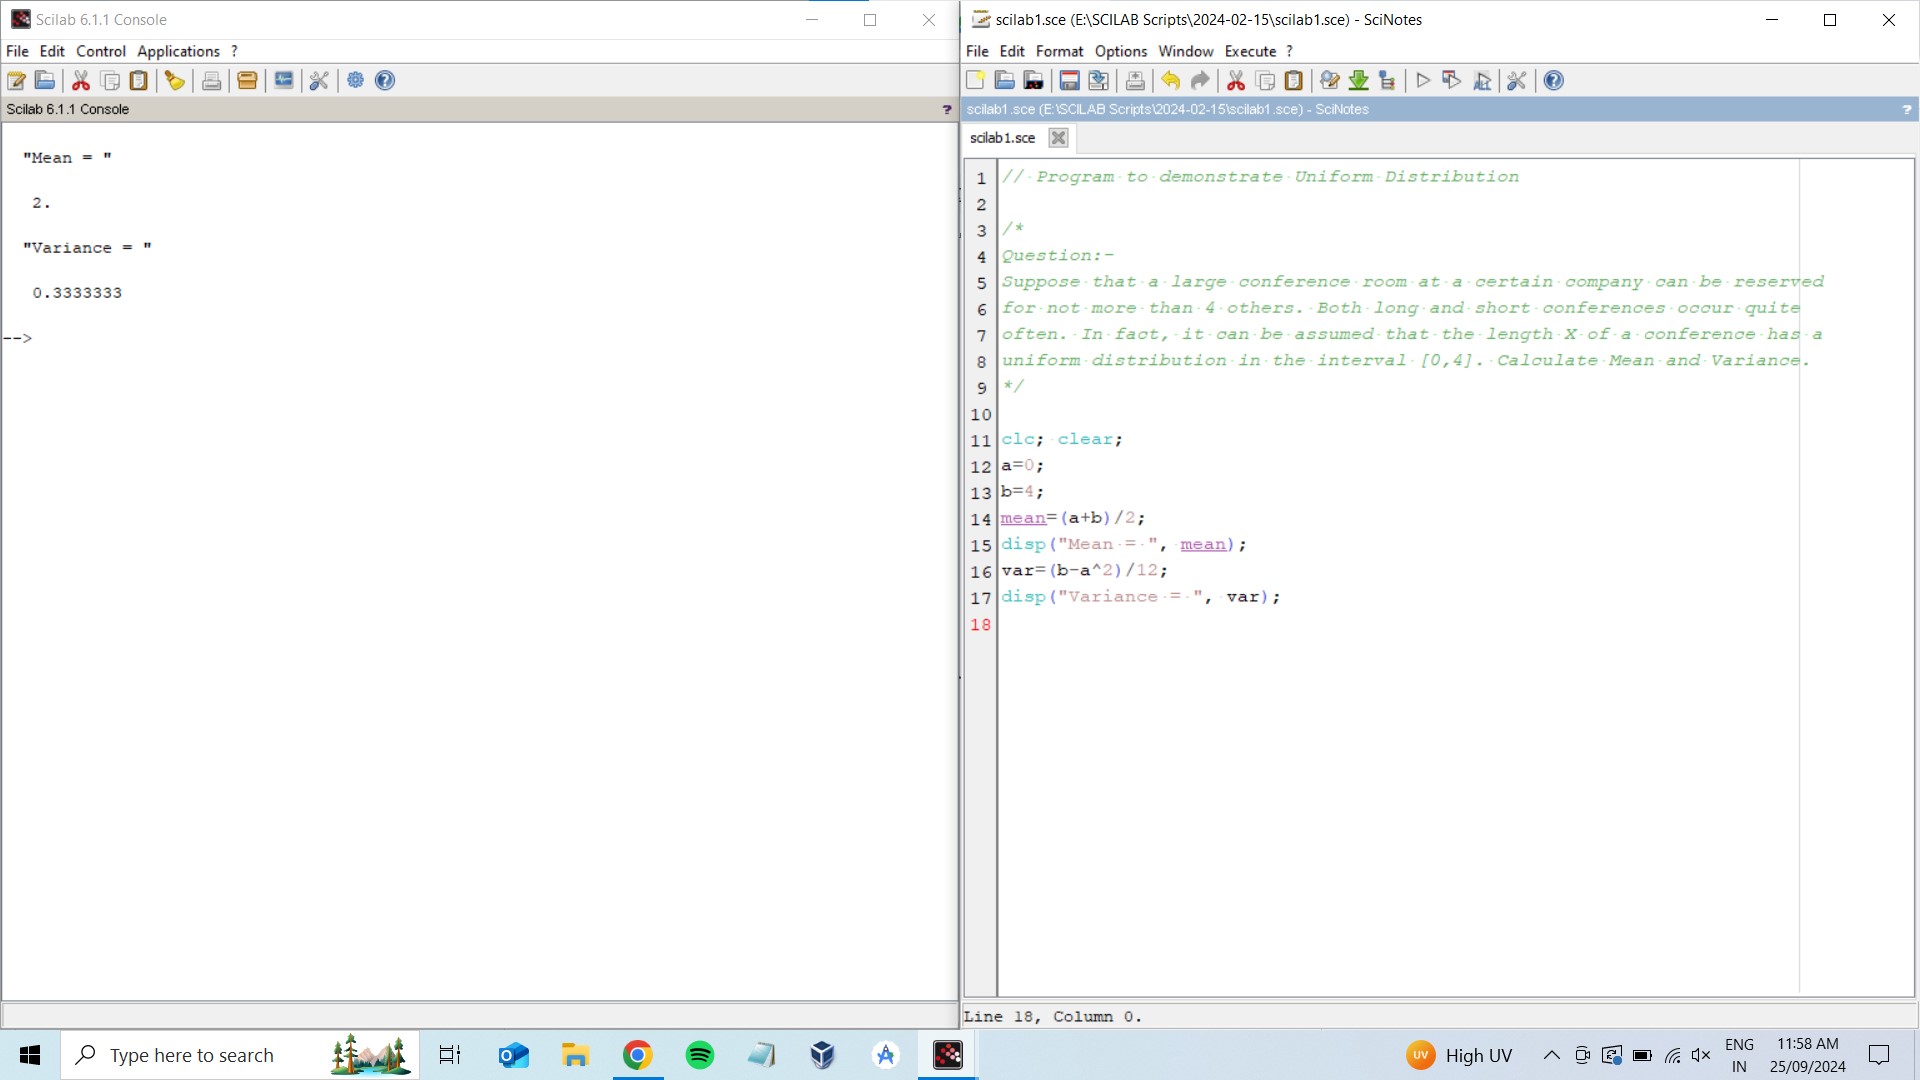 Scilab 6.1.1 Console
File Edit Control Applications ?
Scilab 6.1.1 Console ?
"Mean = "
2.
"Variance = "
0.3333333
-->
scilab1.sce (E:\SCILAB Scripts\2024-02-15\scilab1.sce) - SciNotes
File Edit Format Options Window Execute ?
scilab1.sce (E:\SCILAB Scripts\2024-02-15\scilab1.sce) - SciNotes ?
scilab1.sce
1 // Program to demonstrate Uniform Distribution
2
3 /*
4 Question:-
5 Suppose that a large conference room at a certain company can be reserved
6 for not more than 4 others. Both long and short conferences occur quite
7 often. In fact, it can be assumed that the length X of a conference has a
8 uniform distribution in the interval [0,4]. Calculate Mean and Variance.
9 */
10
11 clc; clear;
12 a=0;
13 b=4;
14 mean=(a+b)/2;
15 disp("Mean = ", mean);
16 var=(b-a^2)/12;
17 disp("Variance = ", var);
18
Line 18, Column 0.
Type here to search
UV High UV
ENG
IN
11:58 AM
25/09/2024